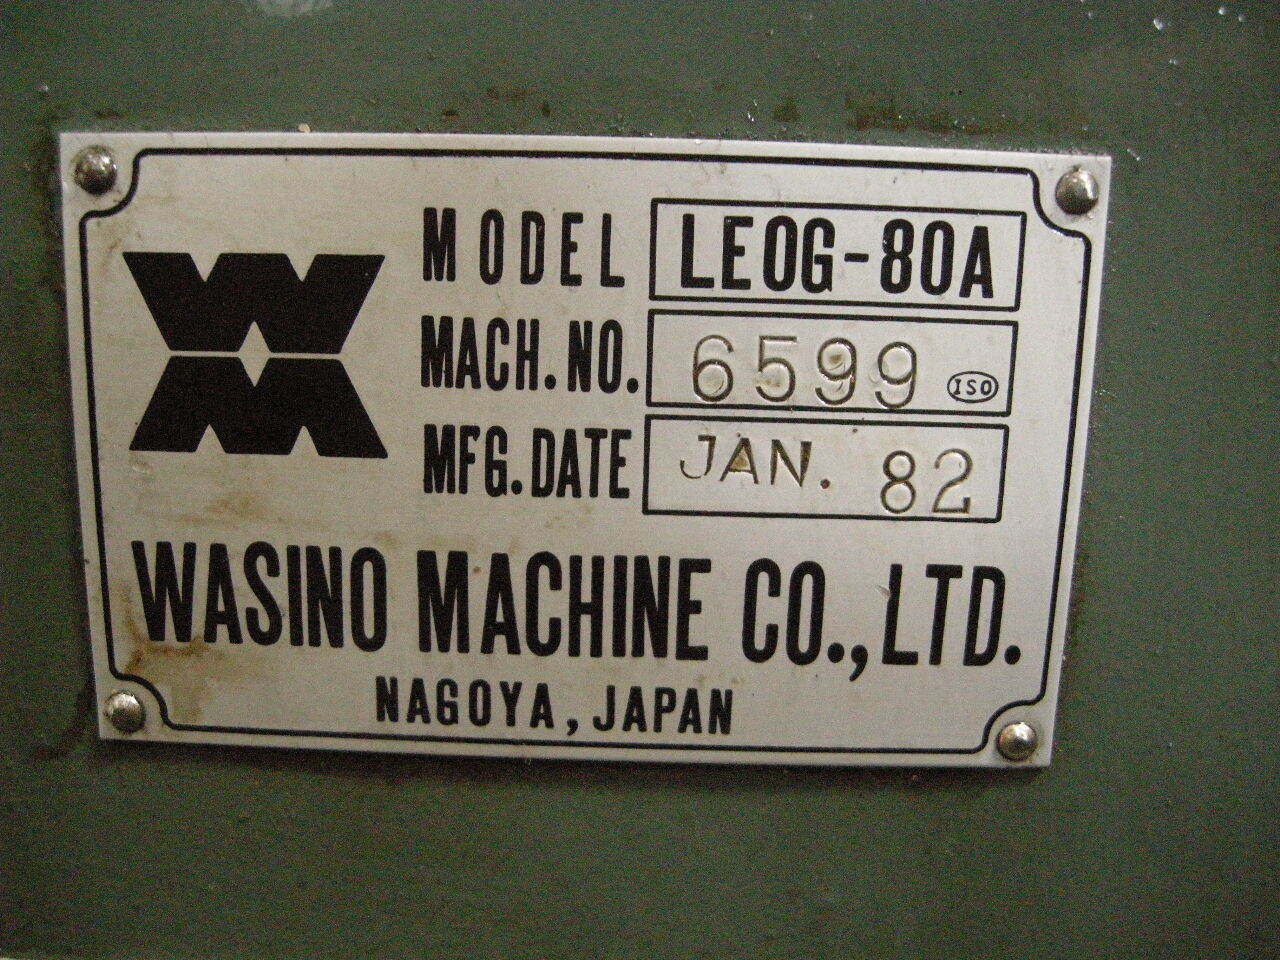 MODEL LEOG-80A
MACH. NO. 6599 ISO
MFG. DATE JAN. 82
WASINO MACHINE CO., LTD.
NAGOYA, JAPAN